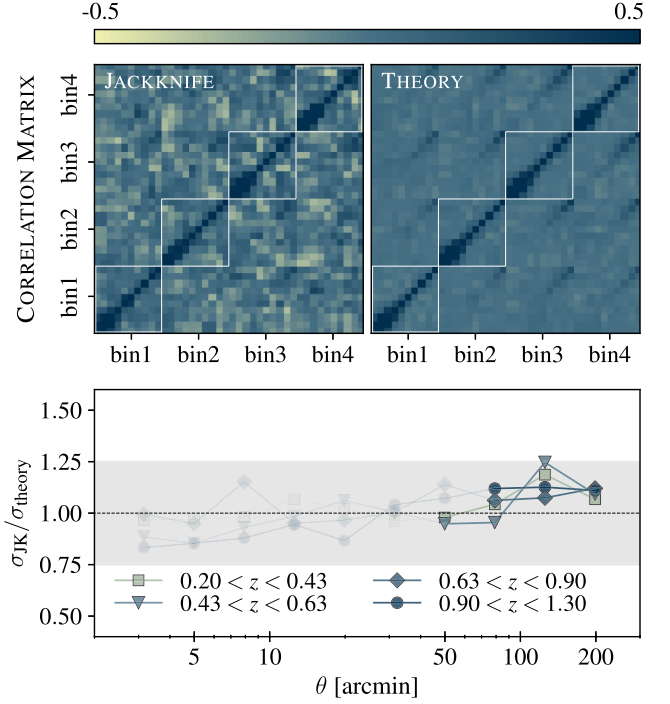 -0.5 0.5
JACKKNIFE THEORY
CORRELATION MATRIX
bin4
bin3
bin2
bin1
bin1 bin2 bin3 bin4 bin1 bin2 bin3 bin4
1.50
1.25
1.00
0.75
0.50
σJK/σtheory
0.20 < z < 0.43 0.63 < z < 0.90
0.43 < z < 0.63 0.90 < z < 1.30
5 10 50 100 200
θ [arcmin]